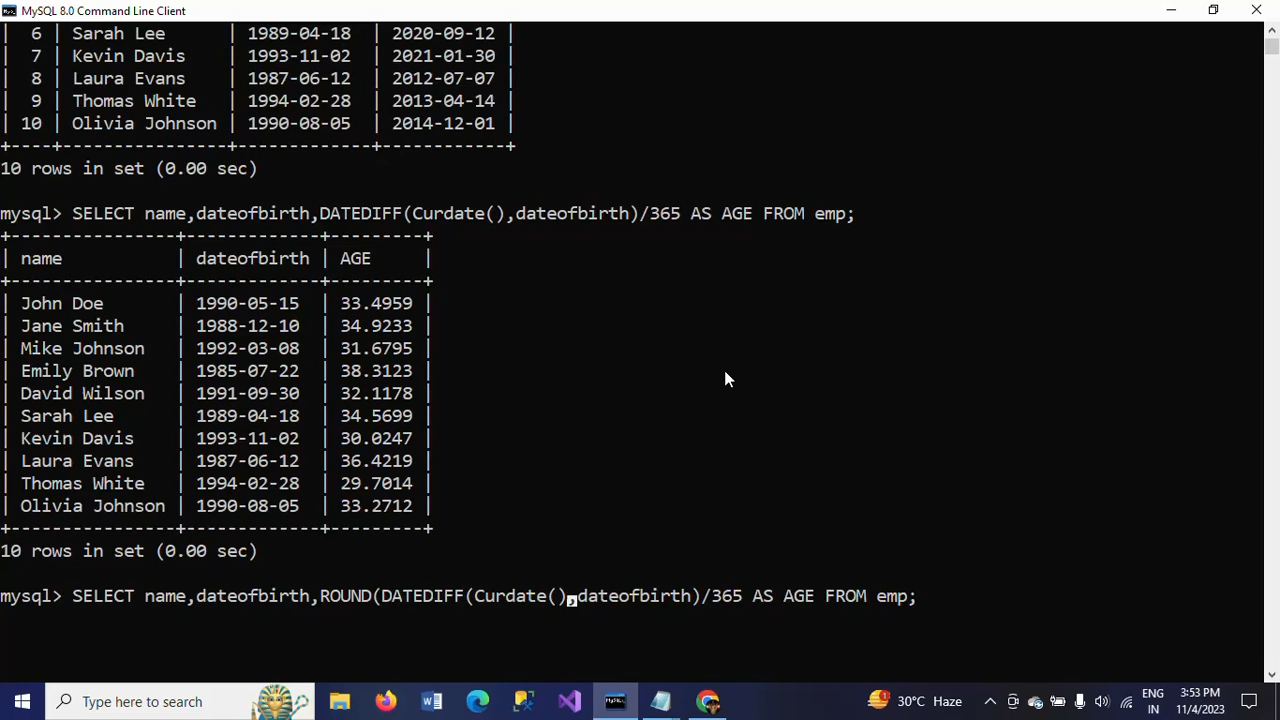 MySQL 8.0 Command Line Client
| 6 | Sarah Lee | 1989-04-18 | 2020-09-12 |
| 7 | Kevin Davis | 1993-11-02 | 2021-01-30 |
| 8 | Laura Evans | 1987-06-12 | 2012-07-07 |
| 9 | Thomas White | 1994-02-28 | 2013-04-14 |
| 10 | Olivia Johnson | 1990-08-05 | 2014-12-01 |
+----+----------------+-------------+------------+
10 rows in set (0.00 sec)
mysql> SELECT name,dateofbirth,DATEDIFF(Curdate(),dateofbirth)/365 AS AGE FROM emp;
+----------------+-------------+---------+
| name | dateofbirth | AGE |
+----------------+-------------+---------+
| John Doe | 1990-05-15 | 33.4959 |
| Jane Smith | 1988-12-10 | 34.9233 |
| Mike Johnson | 1992-03-08 | 31.6795 |
| Emily Brown | 1985-07-22 | 38.3123 |
| David Wilson | 1991-09-30 | 32.1178 |
| Sarah Lee | 1989-04-18 | 34.5699 |
| Kevin Davis | 1993-11-02 | 30.0247 |
| Laura Evans | 1987-06-12 | 36.4219 |
| Thomas White | 1994-02-28 | 29.7014 |
| Olivia Johnson | 1990-08-05 | 33.2712 |
+----------------+-------------+---------+
10 rows in set (0.00 sec)
mysql> SELECT name,dateofbirth,ROUND(DATEDIFF(Curdate(),dateofbirth)/365 AS AGE FROM emp;
Type here to search
30°C Haze
ENG
IN
3:53 PM
11/4/2023